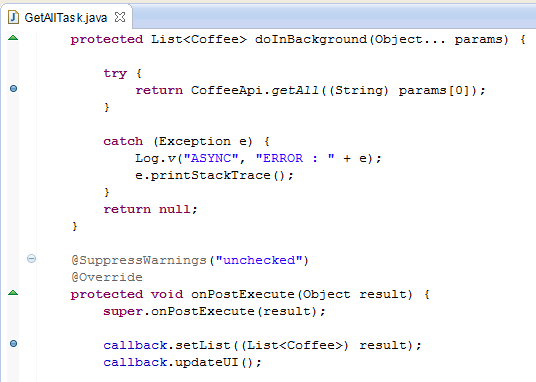 GetAllTask.java
protected List<Coffee> doInBackground(Object... params) {
try {
return CoffeeApi.getAll((String) params[0]);
}
catch (Exception e) {
Log.v("ASYNC", "ERROR : " + e);
e.printStackTrace();
}
return null;
}
@SuppressWarnings("unchecked")
@Override
protected void onPostExecute(Object result) {
super.onPostExecute(result);
callback.setList((List<Coffee>) result);
callback.updateUI();